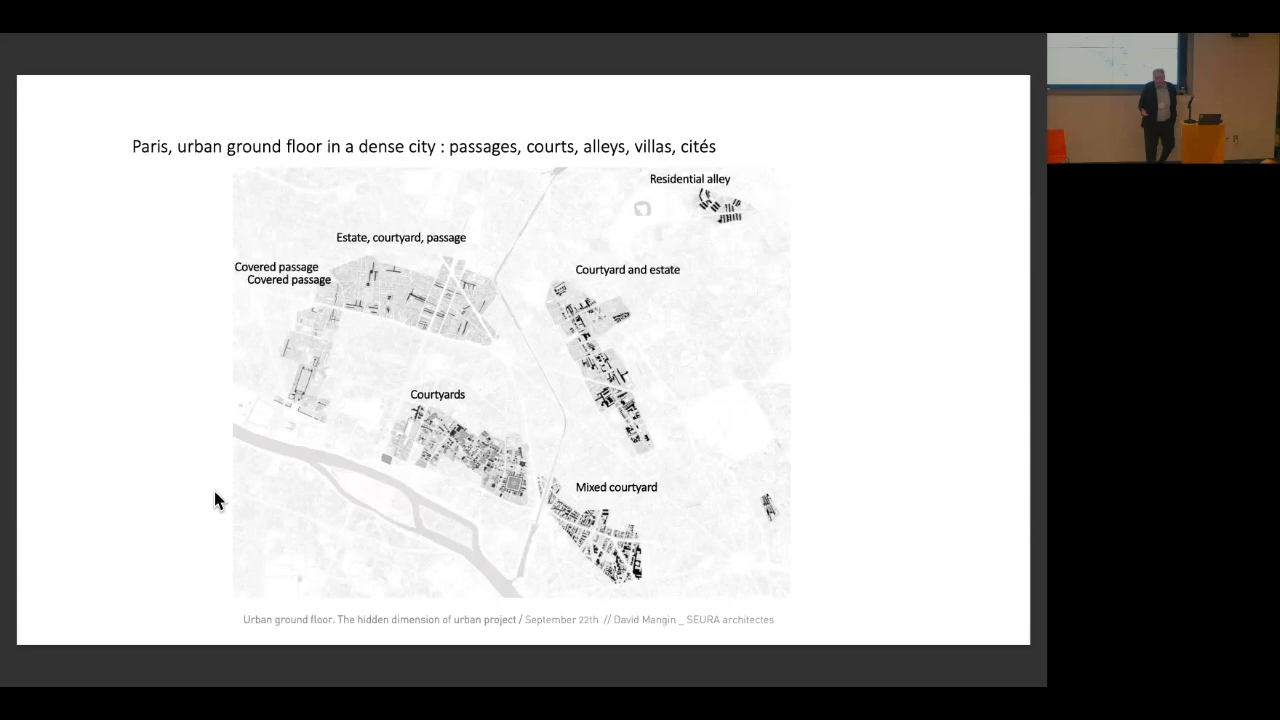 Paris, urban ground floor in a dense city : passages, courts, alleys, villas, cités
Residential alley
Estate, courtyard, passage
Covered passage
Covered passage
Courtyard and estate
Courtyards
Mixed courtyard
Urban ground floor. The hidden dimension of urban project / September 22th // David Mangin _ SEURA architectes